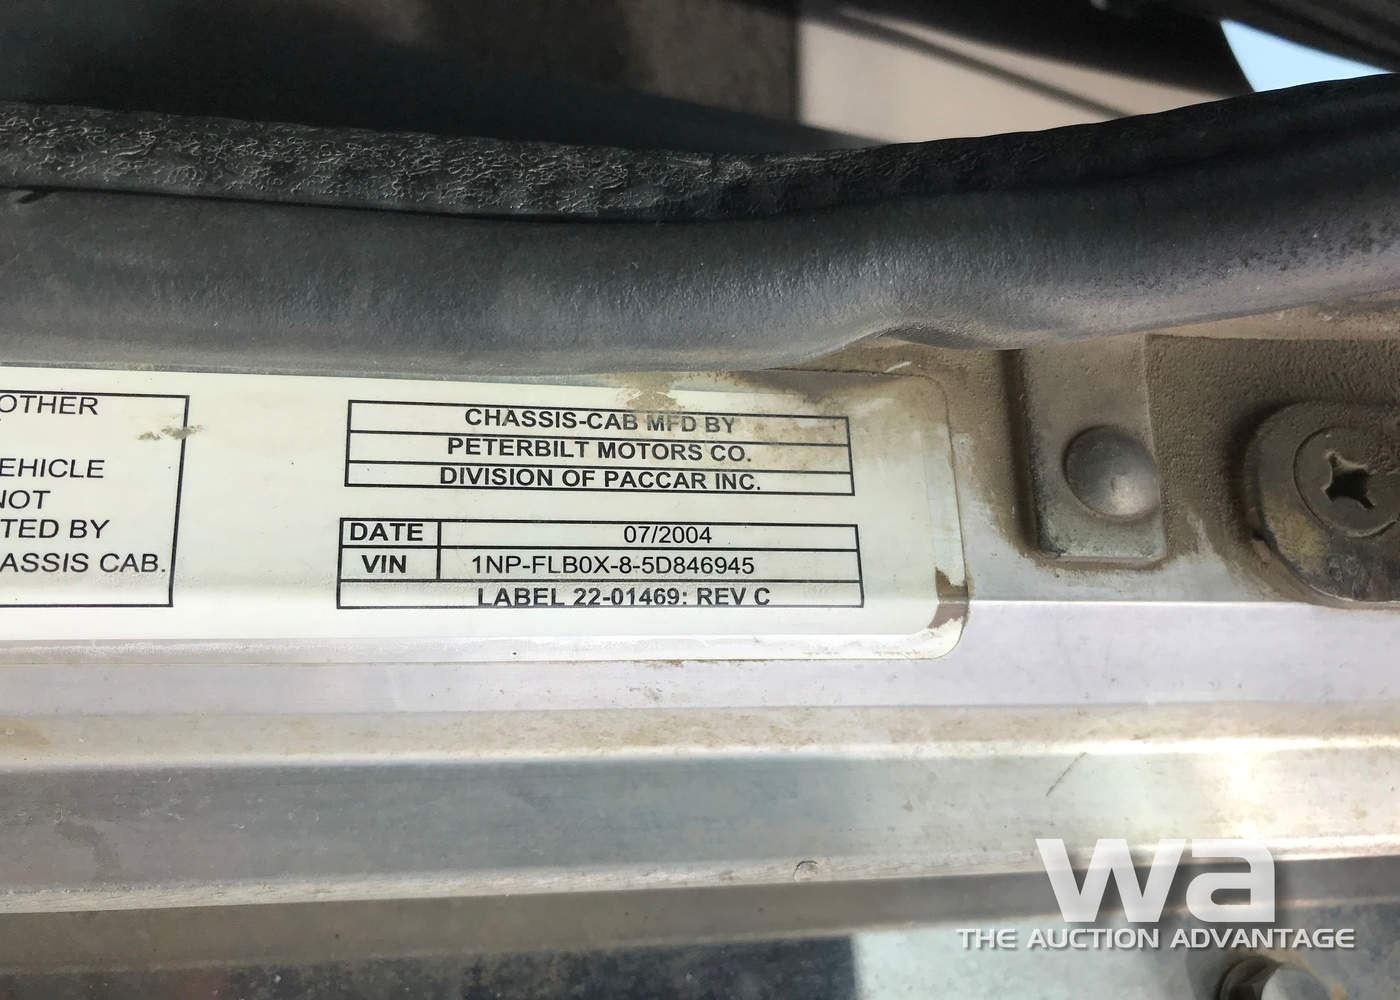 OTHER
EHICLE
NOT
TED BY
ASSIS CAB.
CHASSIS-CAB MFD BY
PETERBILT MOTORS CO.
DIVISION OF PACCAR INC.
DATE 07/2004
VIN 1NP-FLB0X-8-5D846945
LABEL 22-01469: REV C
wa
THE AUCTION ADVANTAGE